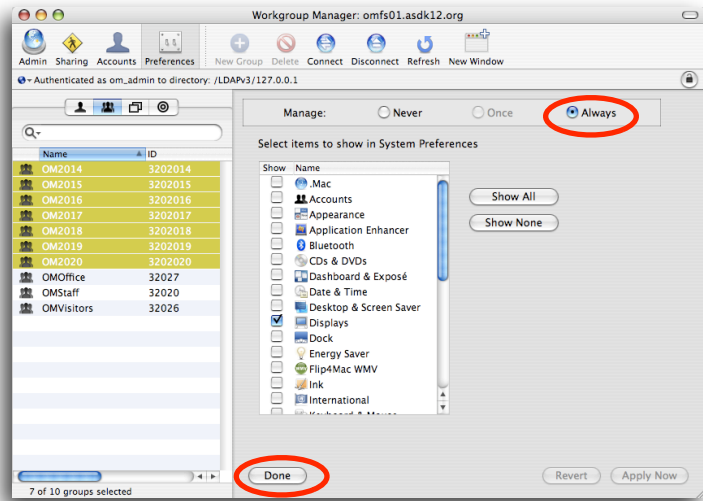 Workgroup Manager: omfs01.asdk12.org
Admin Sharing Accounts Preferences New Group Delete Connect Disconnect Refresh New Window
Authenticated as om_admin to directory: /LDAPv3/127.0.0.1
Manage: Never Once Always
Select items to show in System Preferences
Name ID
OM2014 3202014
OM2015 3202015
OM2016 3202016
OM2017 3202017
OM2018 3202018
OM2019 3202019
OM2020 3202020
OMOffice 32027
OMStaff 32020
OMVisitors 32026
Show Name
.Mac
Accounts
Appearance
Application Enhancer
Bluetooth
CDs & DVDs
Dashboard & Exposé
Date & Time
Desktop & Screen Saver
Displays
Dock
Energy Saver
Flip4Mac WMV
Ink
International
Keyboard & Mouse
Show All
Show None
Done
Revert
Apply Now
7 of 10 groups selected